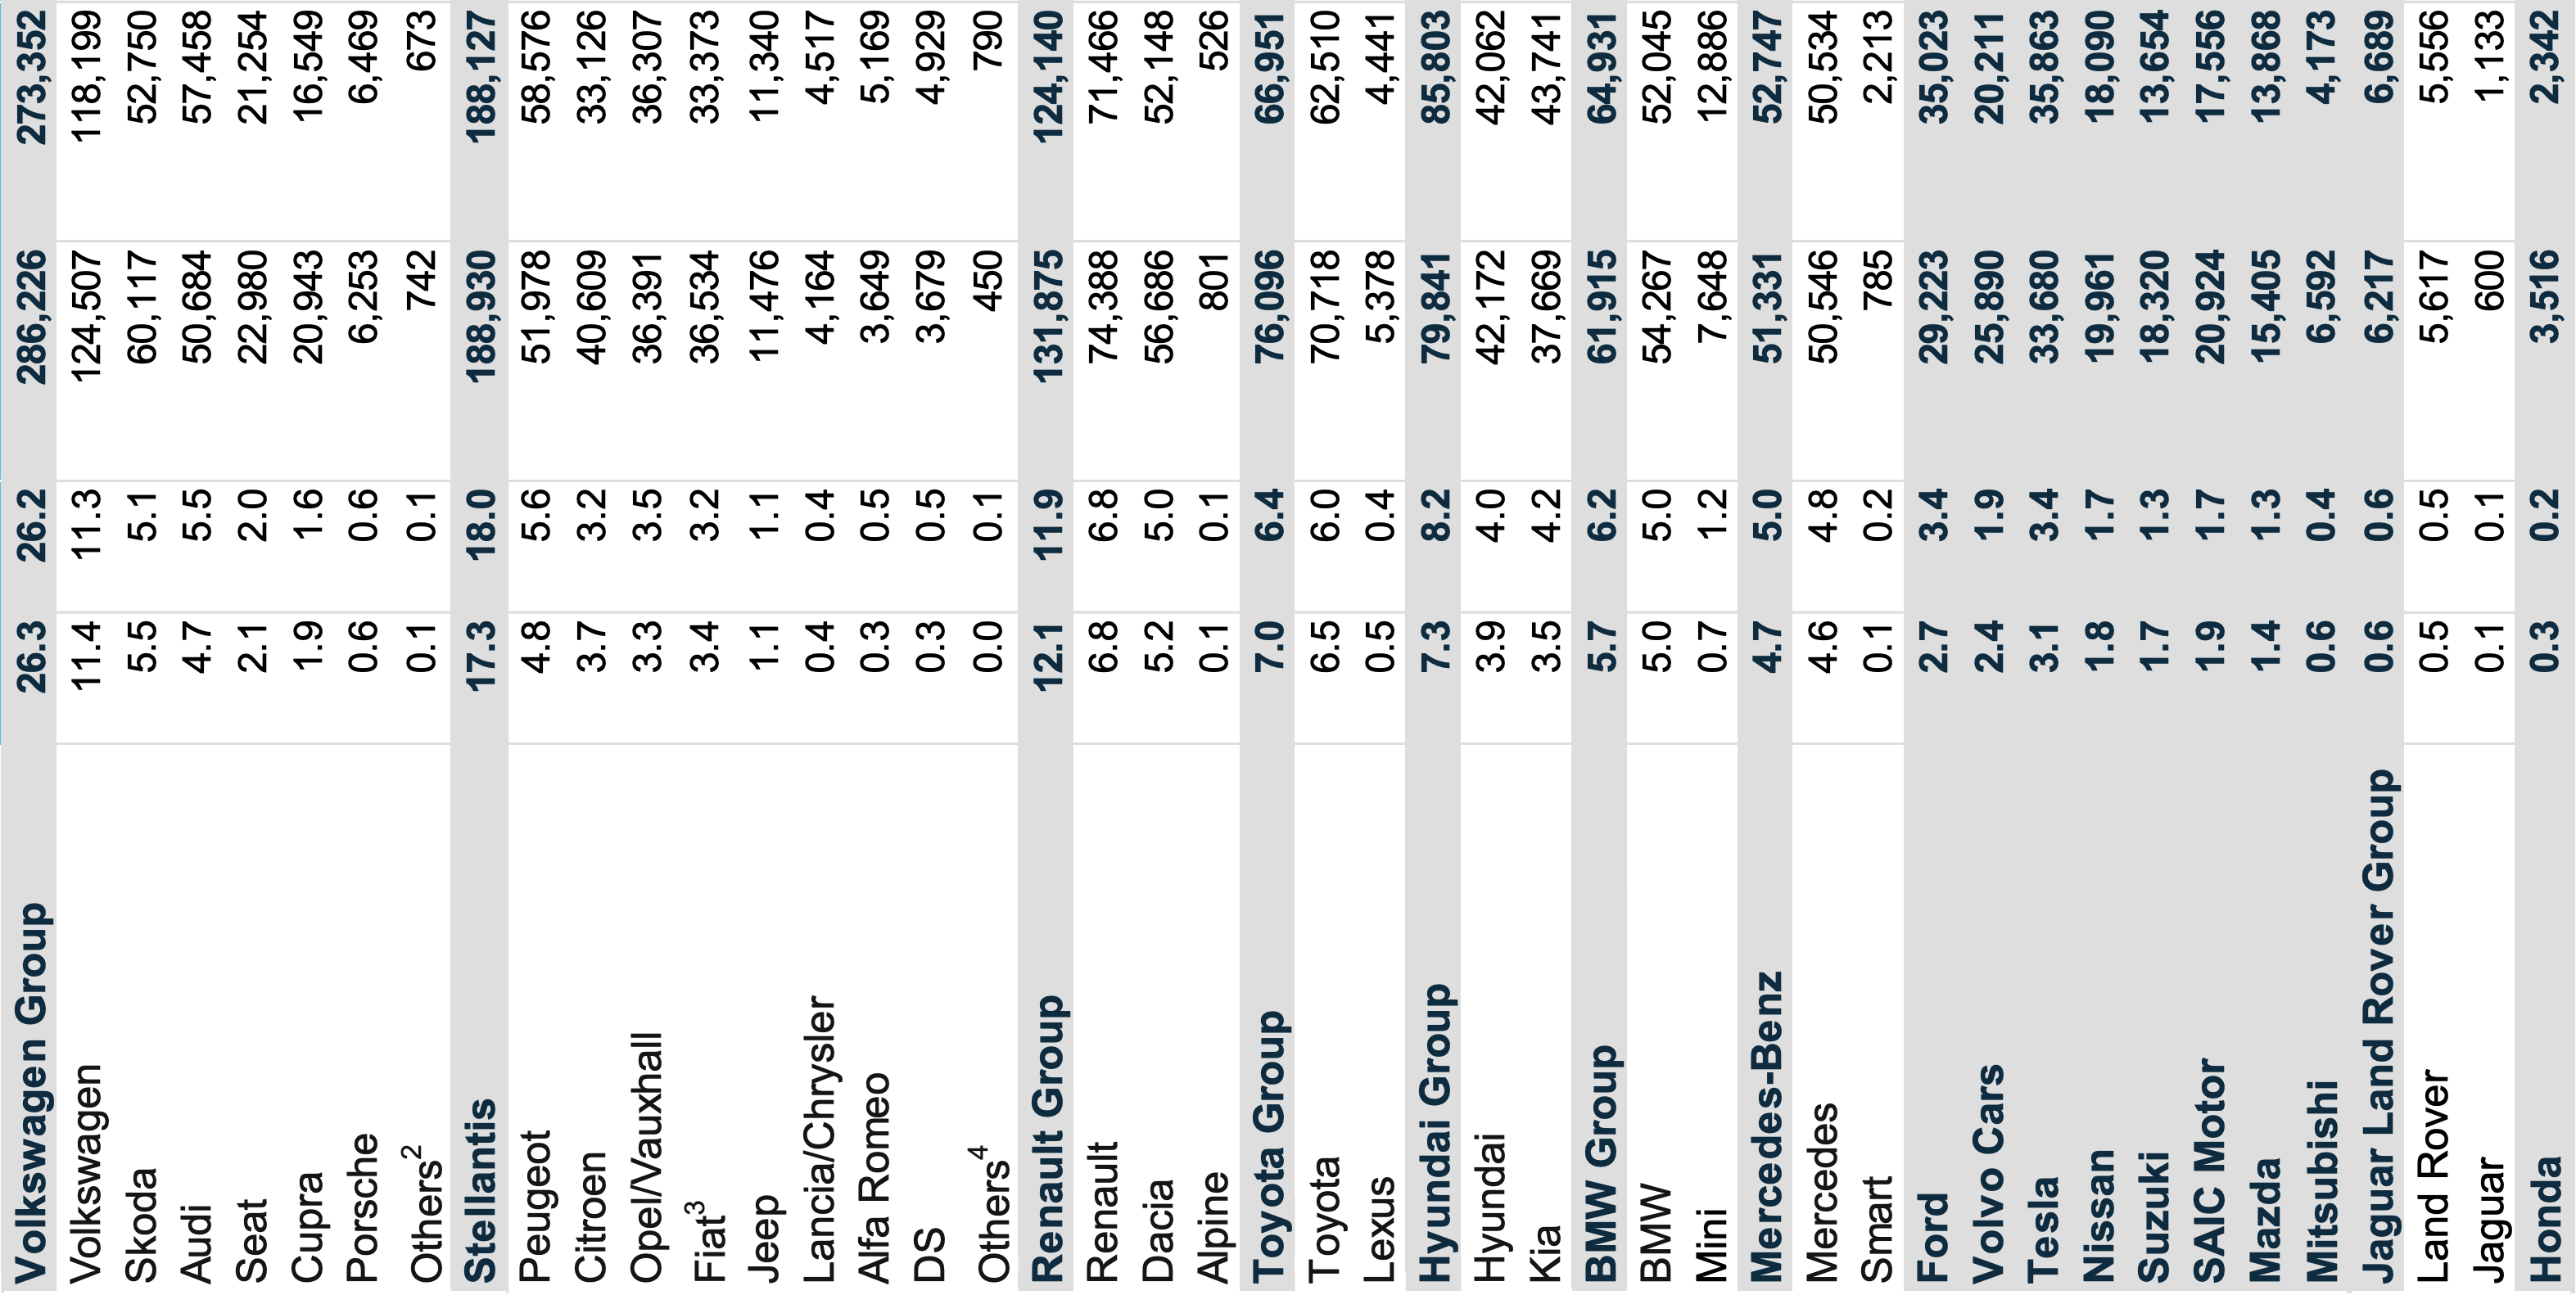 Volkswagen Group 26.3 26.2 286,226 273,352
Volkswagen 11.4 11.3 124,507 118,199
Skoda 5.5 5.1 60,117 52,750
Audi 4.7 5.5 50,684 57,458
Seat 2.1 2.0 22,980 21,254
Cupra 1.9 1.6 20,943 16,549
Porsche 0.6 0.6 6,253 6,469
Others² 0.1 0.1 742 673
Stellantis 17.3 18.0 188,930 188,127
Peugeot 4.8 5.6 51,978 58,576
Citroen 3.7 3.2 40,609 33,126
Opel/Vauxhall 3.3 3.5 36,391 36,307
Fiat³ 3.4 3.2 36,534 33,373
Jeep 1.1 1.1 11,476 11,340
Lancia/Chrysler 0.4 0.4 4,164 4,517
Alfa Romeo 0.3 0.5 3,649 5,169
DS 0.3 0.5 3,679 4,929
Others⁴ 0.0 0.1 450 790
Renault Group 12.1 11.9 131,875 124,140
Renault 6.8 6.8 74,388 71,466
Dacia 5.2 5.0 56,686 52,148
Alpine 0.1 0.1 801 526
Toyota Group 7.0 6.4 76,096 66,951
Toyota 6.5 6.0 70,718 62,510
Lexus 0.5 0.4 5,378 4,441
Hyundai Group 7.3 8.2 79,841 85,803
Hyundai 3.9 4.0 42,172 42,062
Kia 3.5 4.2 37,669 43,741
BMW Group 5.7 6.2 61,915 64,931
BMW 5.0 5.0 54,267 52,045
Mini 0.7 1.2 7,648 12,886
Mercedes-Benz 4.7 5.0 51,331 52,747
Mercedes 4.6 4.8 50,546 50,534
Smart 0.1 0.2 785 2,213
Ford 2.7 3.4 29,223 35,023
Volvo Cars 2.4 1.9 25,890 20,211
Tesla 3.1 3.4 33,680 35,863
Nissan 1.8 1.7 19,961 18,090
Suzuki 1.7 1.3 18,320 13,654
SAIC Motor 1.9 1.7 20,924 17,556
Mazda 1.4 1.3 15,405 13,868
Mitsubishi 0.6 0.4 6,592 4,173
Jaguar Land Rover Group 0.6 0.6 6,217 6,689
Land Rover 0.5 0.5 5,617 5,556
Jaguar 0.1 0.1 600 1,133
Honda 0.3 0.2 3,516 2,342